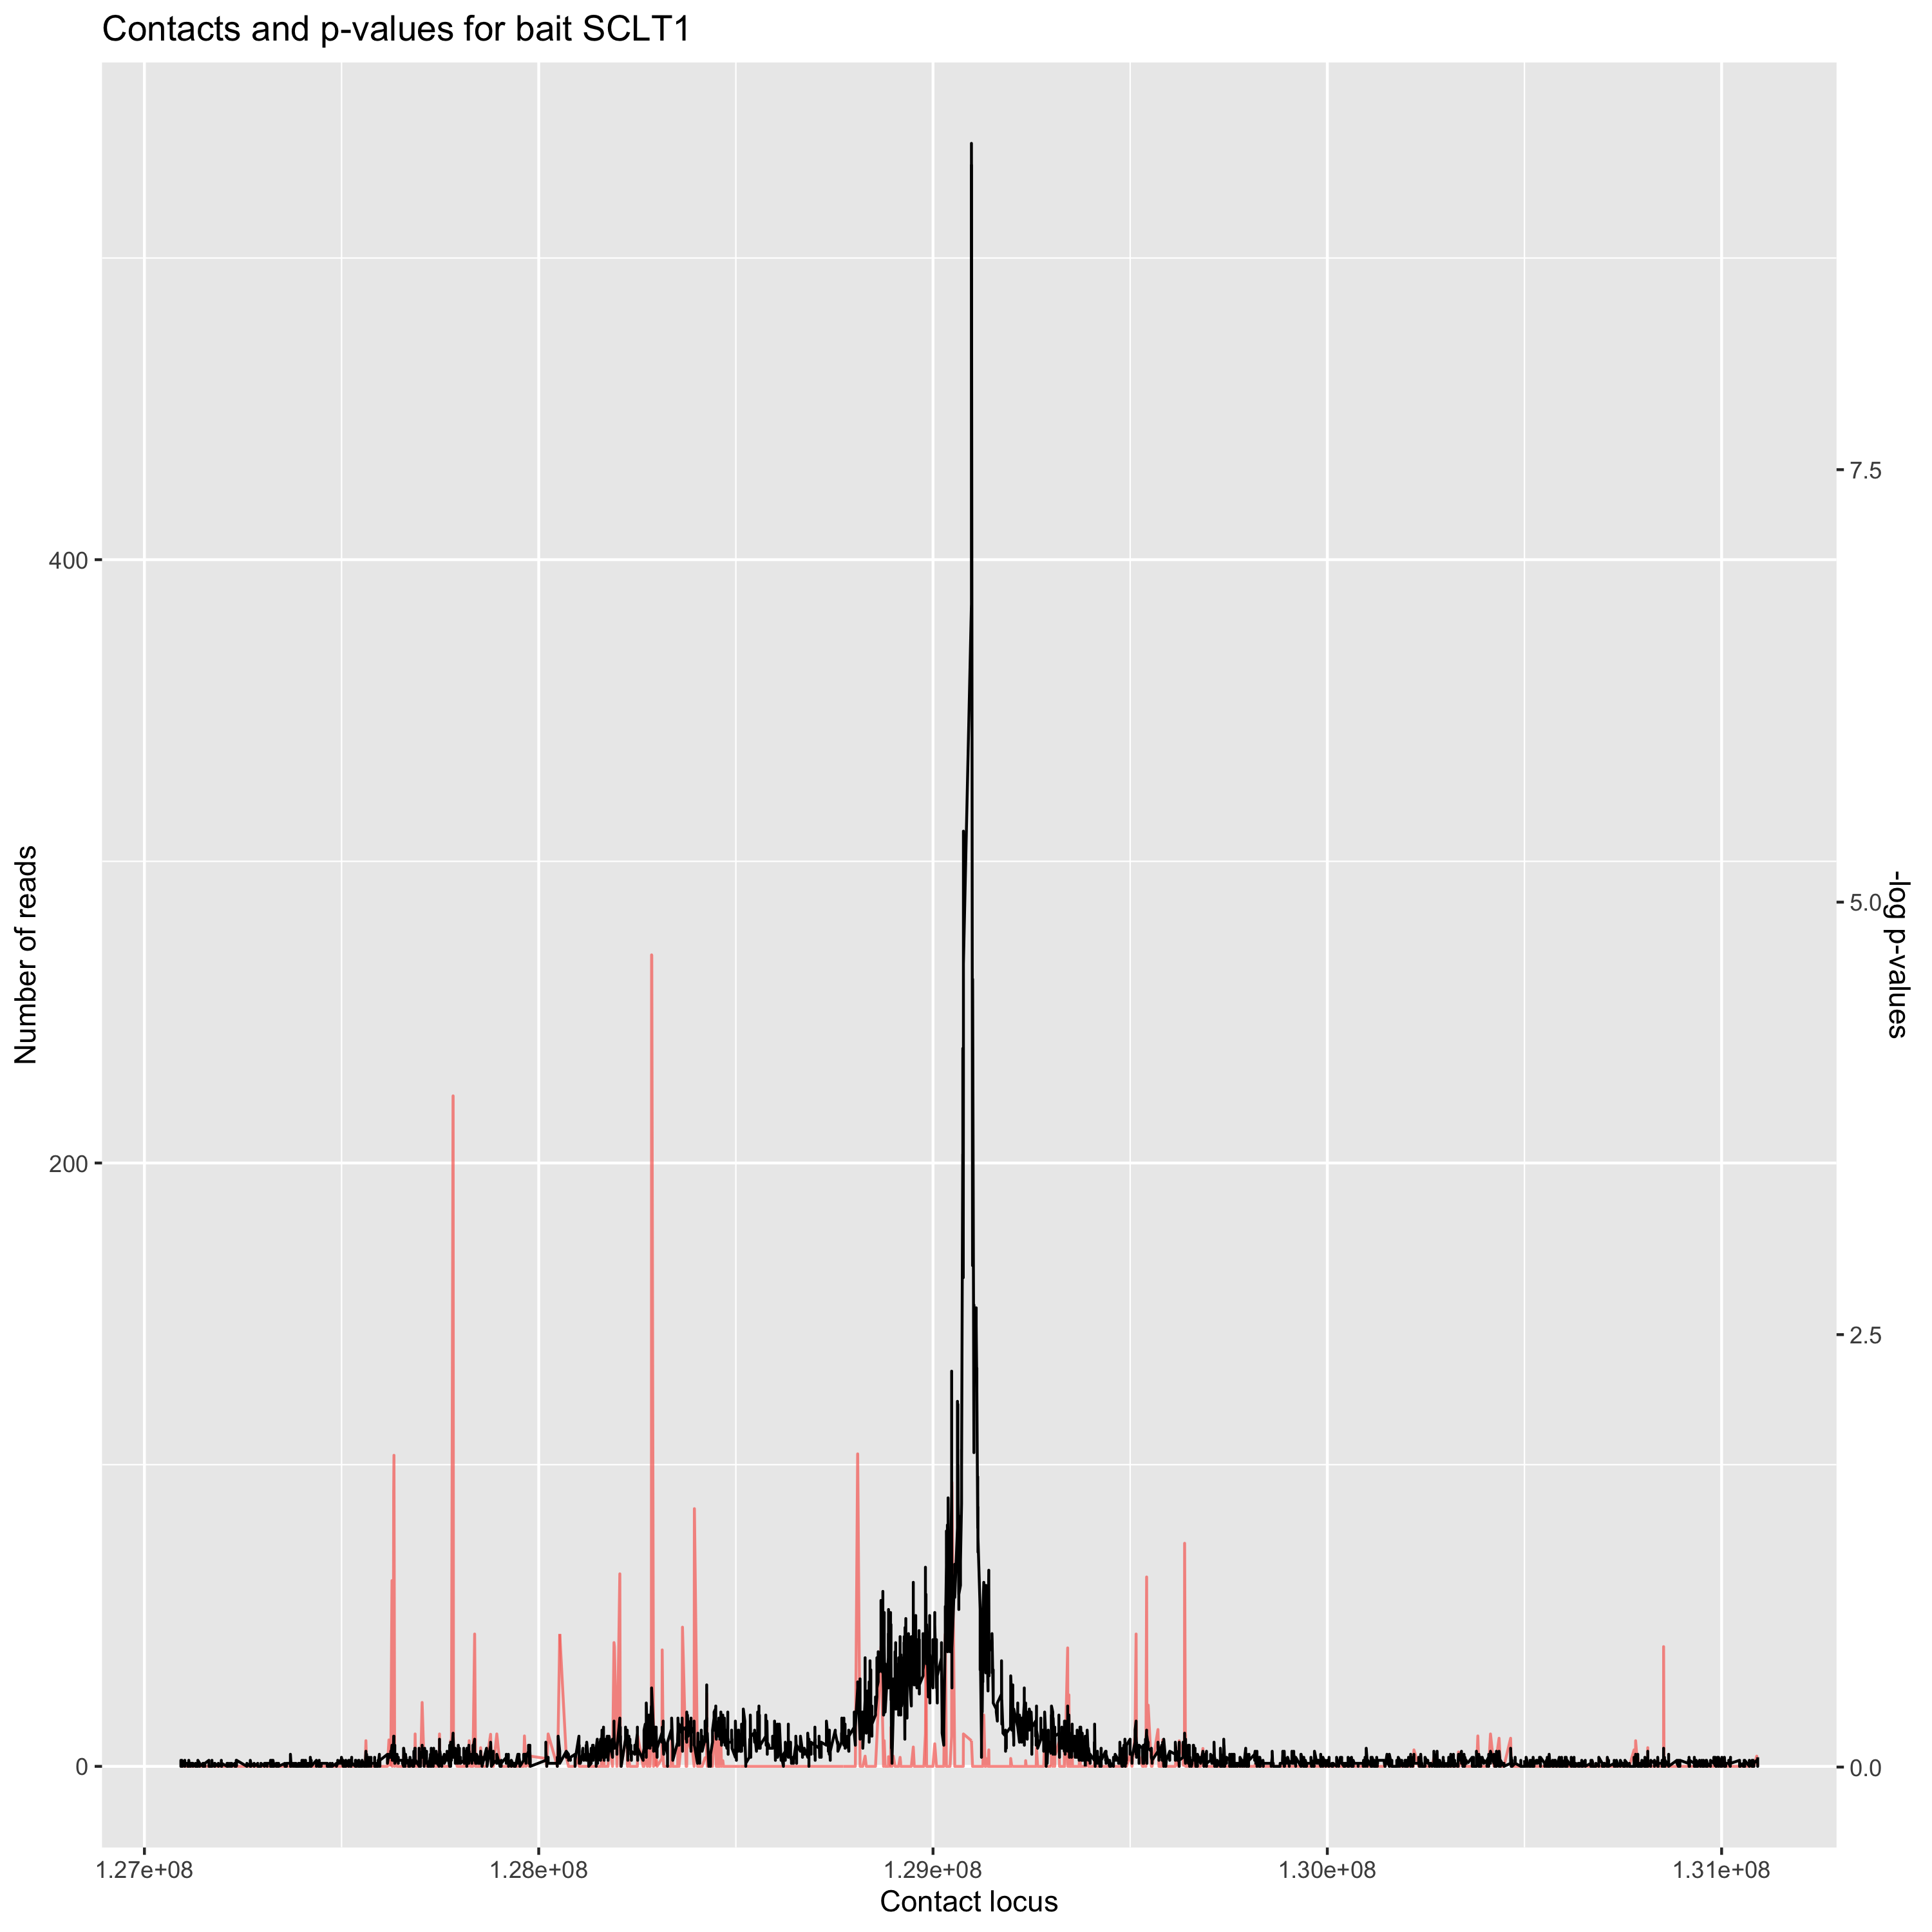 Contacts and p-values for bait SCLT1
Number of reads
400
200
0
7.5
5.0
2.5
0.0
-log p-values
1.27e+08 1.28e+08 1.29e+08 1.30e+08 1.31e+08
Contact locus